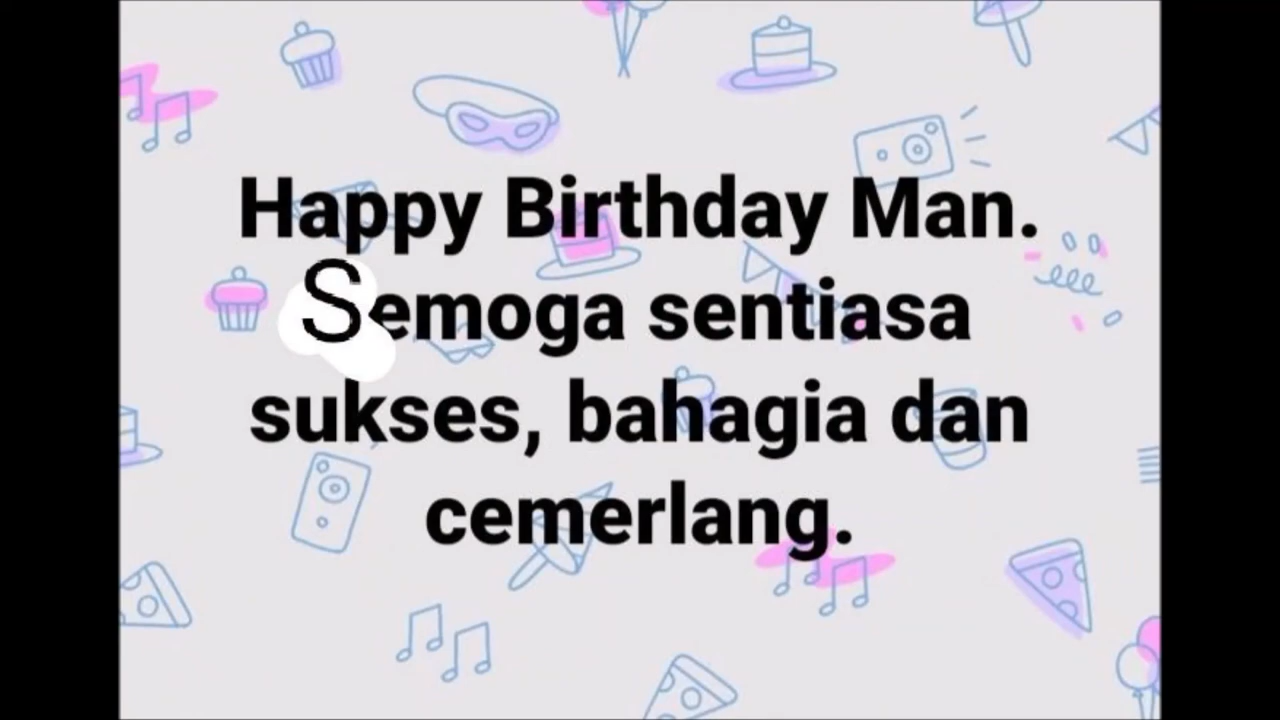 Happy Birthday Man.
Semoga sentiasa
sukses, bahagia dan
cemerlang.